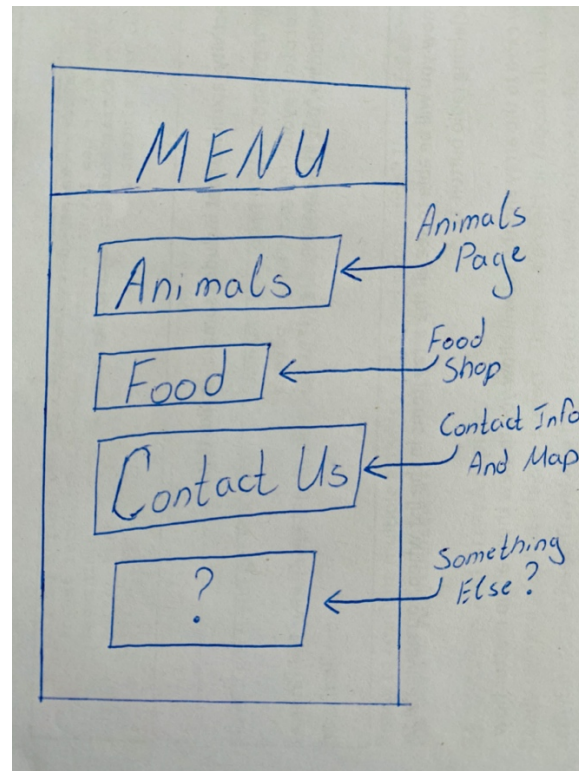 MENU
Animals
Animals
Page
Food
Food
Shop
Contact Us
Contact Info
And Map
?
Something
Else?